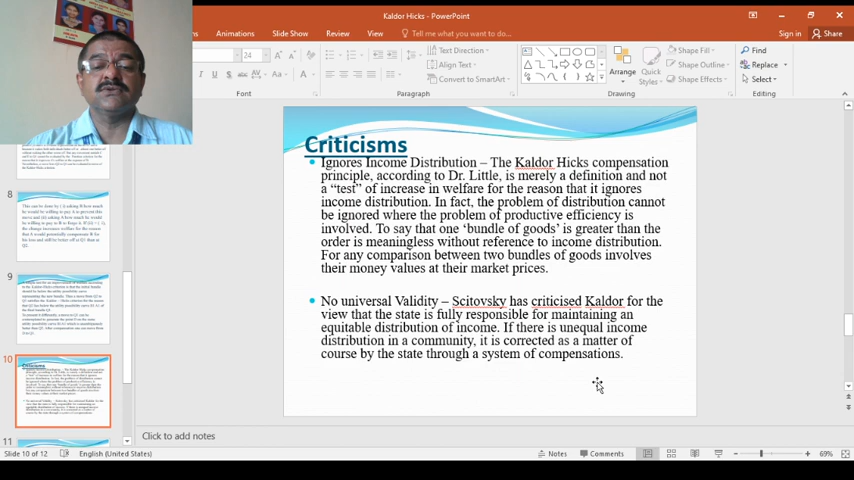 Kaldor Hicks - PowerPoint
Animations
Slide Show
Review
View
Tell me what you want to do...
Sign in
Share
24
Text Direction
Align Text
Convert to SmartArt
Arrange
Quick
Styles
Shape Fill
Shape Outline
Shape Effects
Find
Replace
Select
Font
Paragraph
Drawing
Editing
8
9
10
11
Criticisms
Ignores Income Distribution – The Kaldor Hicks compensation
principle, according to Dr. Little, is merely a definition and not
a “test” of increase in welfare for the reason that it ignores
income distribution. In fact, the problem of distribution cannot
be ignored where the problem of productive efficiency is
involved. To say that one ‘bundle of goods’ is greater than the
order is meaningless without reference to income distribution.
For any comparison between two bundles of goods involves
their money values at their market prices.
No universal Validity – Scitovsky has criticised Kaldor for the
view that the state is fully responsible for maintaining an
equitable distribution of income. If there is unequal income
distribution in a community, it is corrected as a matter of
course by the state through a system of compensations.
Click to add notes
Slide 10 of 12
English (United States)
Notes
Comments
69%